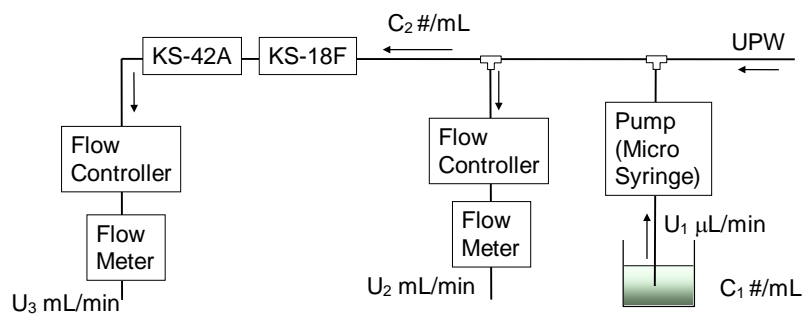 C₂ #/mL
UPW
KS-42A
KS-18F
Flow
Controller
Flow
Meter
U₃ mL/min
Flow
Controller
Flow
Meter
U₂ mL/min
Pump
(Micro
Syringe)
U₁ μL/min
C₁ #/mL